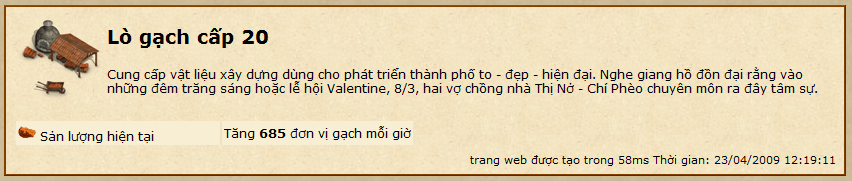 Lò gạch cấp 20
Cung cấp vật liệu xây dựng dùng cho phát triển thành phố to - đẹp - hiện đại. Nghe giang hồ đồn đại rằng vào
những đêm trăng sáng hoặc lễ hội Valentine, 8/3, hai vợ chồng nhà Thị Nở - Chí Phèo chuyên môn ra đây tâm sự.
Sản lượng hiện tại Tăng 685 đơn vị gạch mỗi giờ
trang web được tạo trong 58ms Thời gian: 23/04/2009 12:19:11